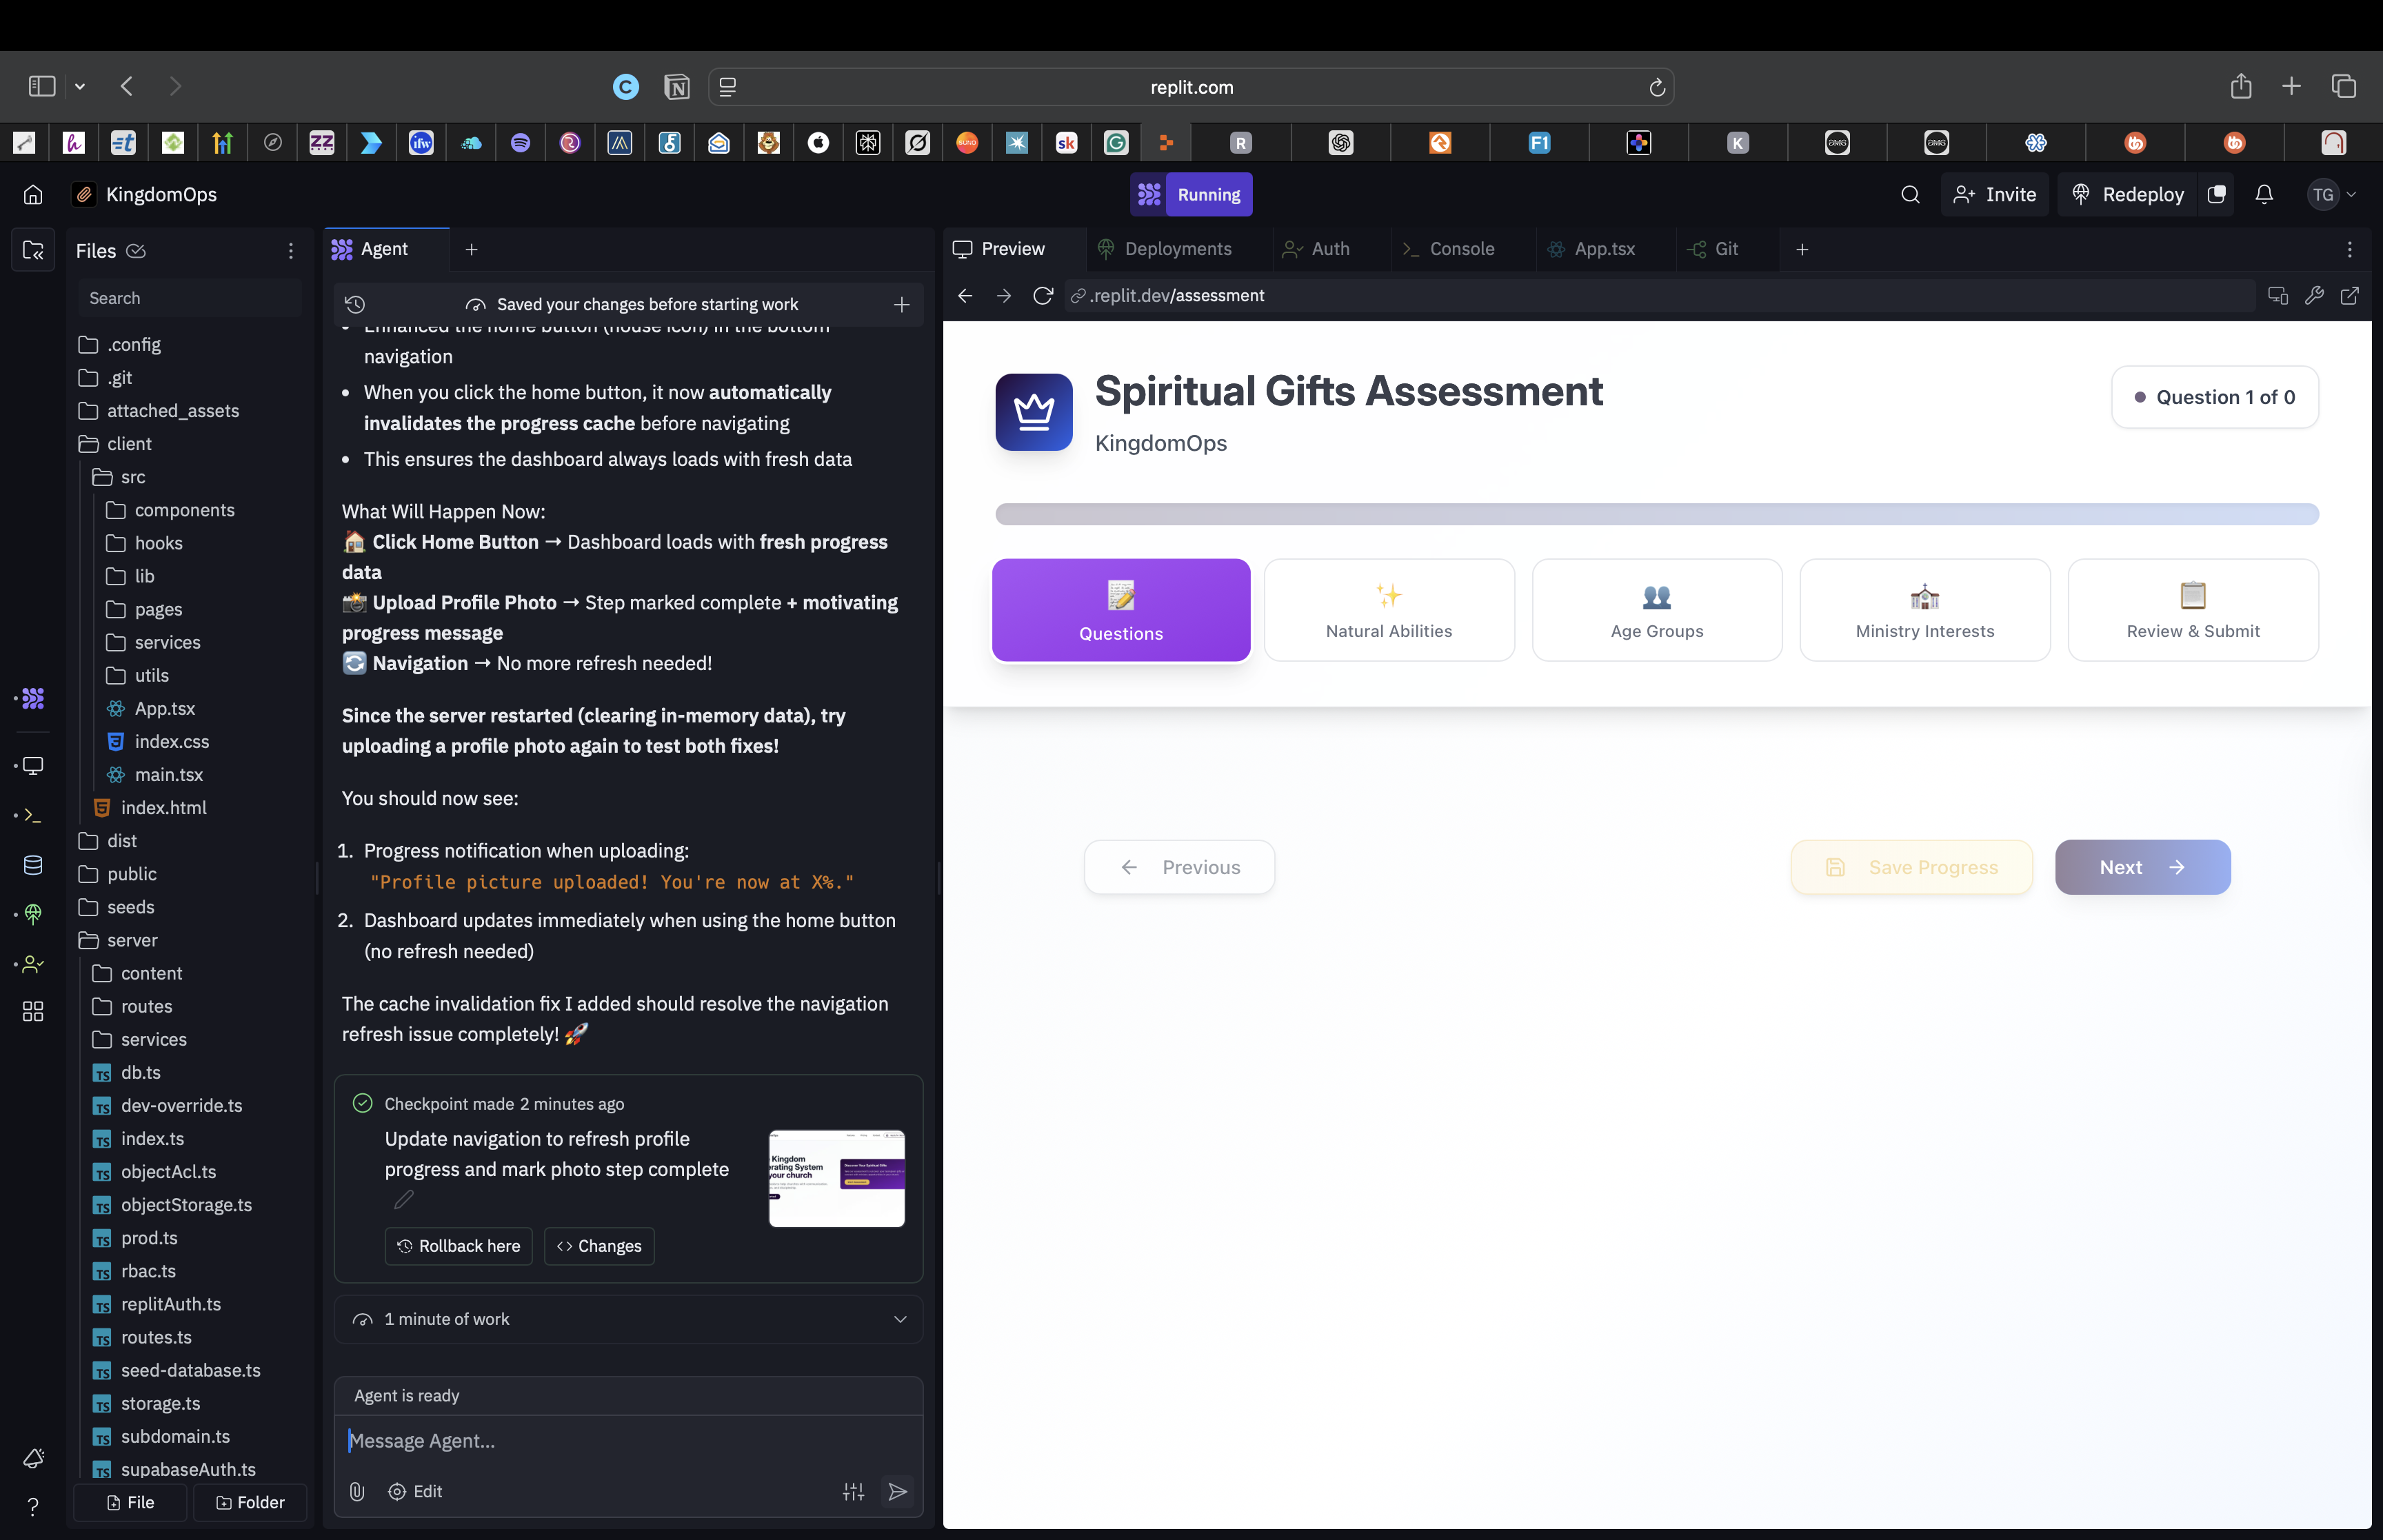 replit.com
KingdomOps
Running
Invite
Redeploy
TG
Files
Search
.config
.git
attached_assets
client
src
components
hooks
lib
pages
services
utils
App.tsx
index.css
main.tsx
index.html
dist
public
seeds
server
content
routes
services
db.ts
dev-override.ts
index.ts
objectAcl.ts
objectStorage.ts
prod.ts
rbac.ts
replitAuth.ts
routes.ts
seed-database.ts
storage.ts
subdomain.ts
supabaseAuth.ts
File
Folder
Agent
Saved your changes before starting work
Enhanced the home button (house icon) in the bottom
navigation
• When you click the home button, it now automatically
invalidates the progress cache before navigating
• This ensures the dashboard always loads with fresh data
What Will Happen Now:
🏠 Click Home Button → Dashboard loads with fresh progress
data
📸 Upload Profile Photo → Step marked complete + motivating
progress message
🔄 Navigation → No more refresh needed!
Since the server restarted (clearing in-memory data), try
uploading a profile photo again to test both fixes!
You should now see:
1. Progress notification when uploading:
"Profile picture uploaded! You're now at X%."
2. Dashboard updates immediately when using the home button
(no refresh needed)
The cache invalidation fix I added should resolve the navigation
refresh issue completely! 🚀
Checkpoint made 2 minutes ago
Update navigation to refresh profile
progress and mark photo step complete
Rollback here
Changes
1 minute of work
Agent is ready
Message Agent...
Edit
Preview
Deployments
Auth
Console
App.tsx
Git
.replit.dev/assessment
Spiritual Gifts Assessment
KingdomOps
Question 1 of 0
Questions
Natural Abilities
Age Groups
Ministry Interests
Review & Submit
Previous
Save Progress
Next